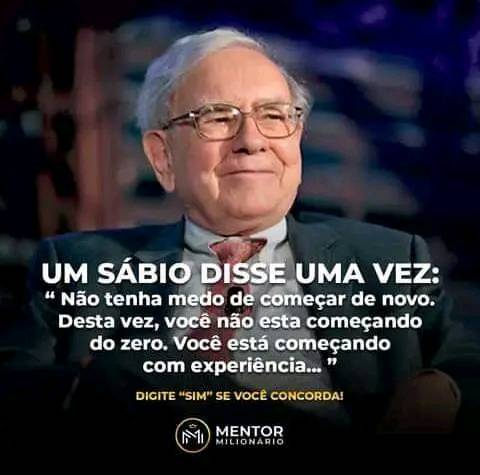 UM SÁBIO DISSE UMA VEZ:
“ Não tenha medo de começar de novo.
Desta vez, você não esta começando
do zero. Você está começando
com experiência... ”
DIGITE “SIM” SE VOCÊ CONCORDA!
MENTOR
MILIONÁRIO